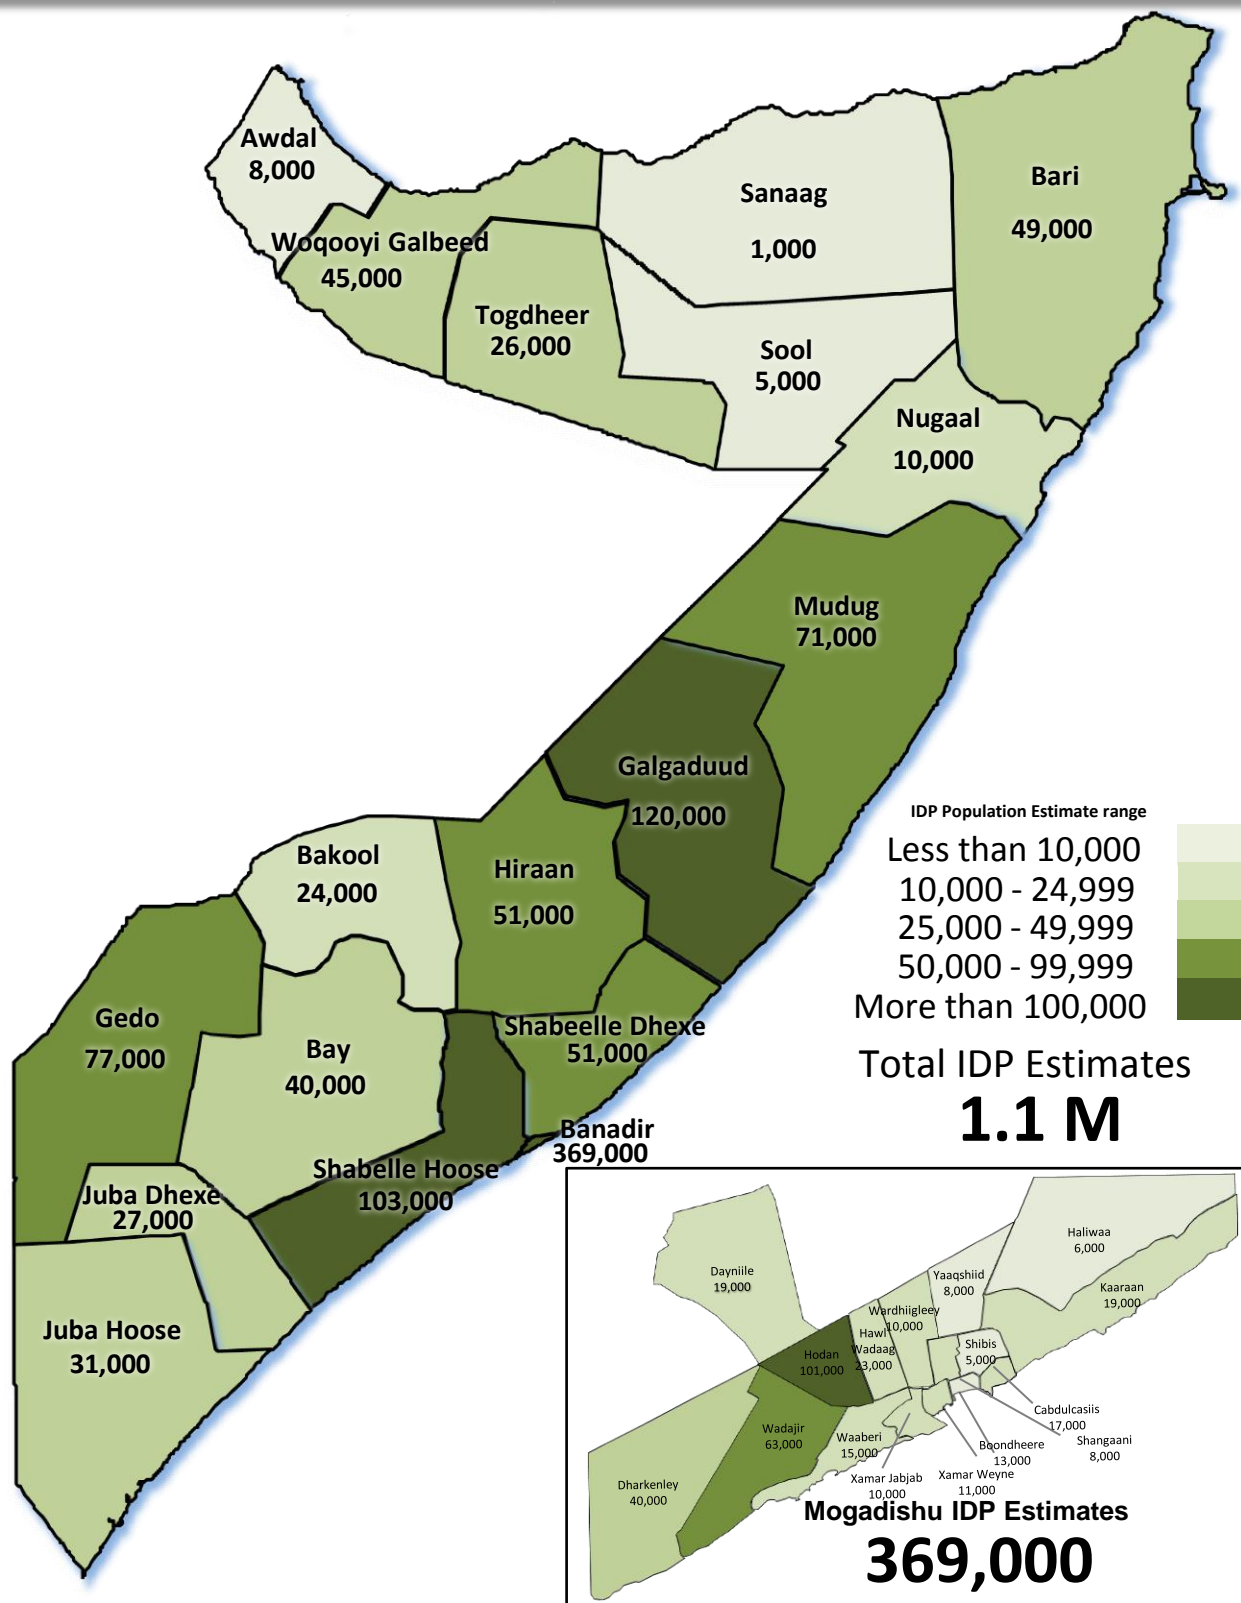 Awdal
8,000
Woqooyi Galbeed
45,000
Togdheer
26,000
Sanaag
1,000
Sool
5,000
Bari
49,000
Nugaal
10,000
Mudug
71,000
Galgaduud
120,000
Hiraan
51,000
Bakool
24,000
Gedo
77,000
Bay
40,000
Shabeelle Dhexe
51,000
Banadir
369,000
Shabelle Hoose
103,000
Juba Dhexe
27,000
Juba Hoose
31,000
IDP Population Estimate range
Less than 10,000
10,000 - 24,999
25,000 - 49,999
50,000 - 99,999
More than 100,000
Total IDP Estimates
1.1 M
Haliwaa
6,000
Kaaraan
19,000
Dayniile
19,000
Yaaqshiid
8,000
Wardhiigleey
10,000
Hawl
Wadaag
23,000
Hodan
101,000
Shibis
5,000
Cabdulcasiis
17,000
Shangaani
8,000
Boondheere
13,000
Xamar Weyne
11,000
Xamar Jabjab
10,000
Waaberi
15,000
Wadajir
63,000
Dharkenley
40,000
Mogadishu IDP Estimates
369,000